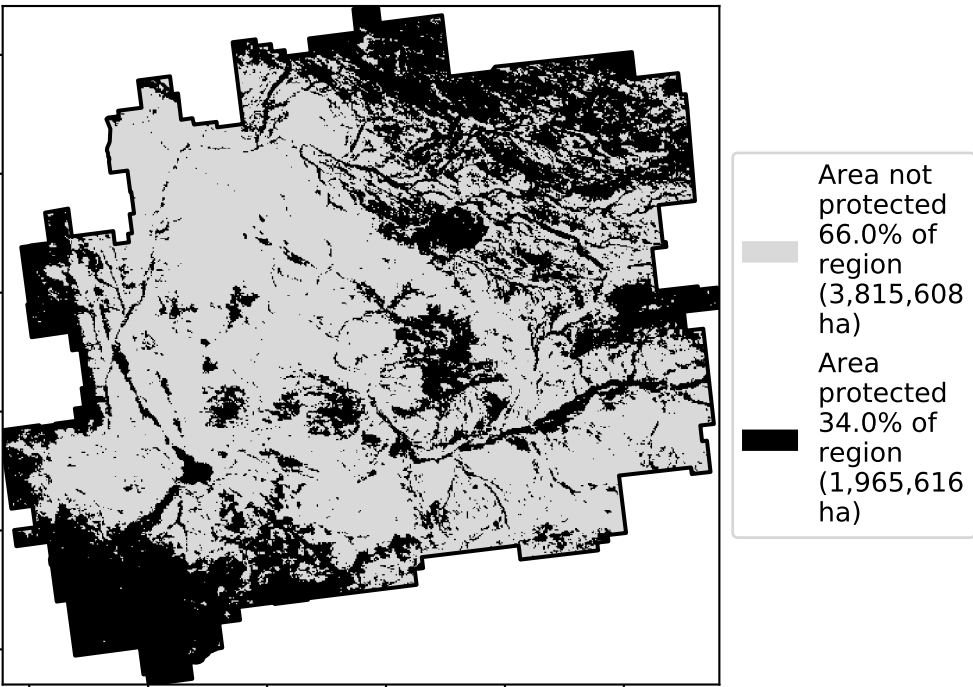 Area not
protected
66.0% of
region
(3,815,608
ha)
Area
protected
34.0% of
region
(1,965,616
ha)